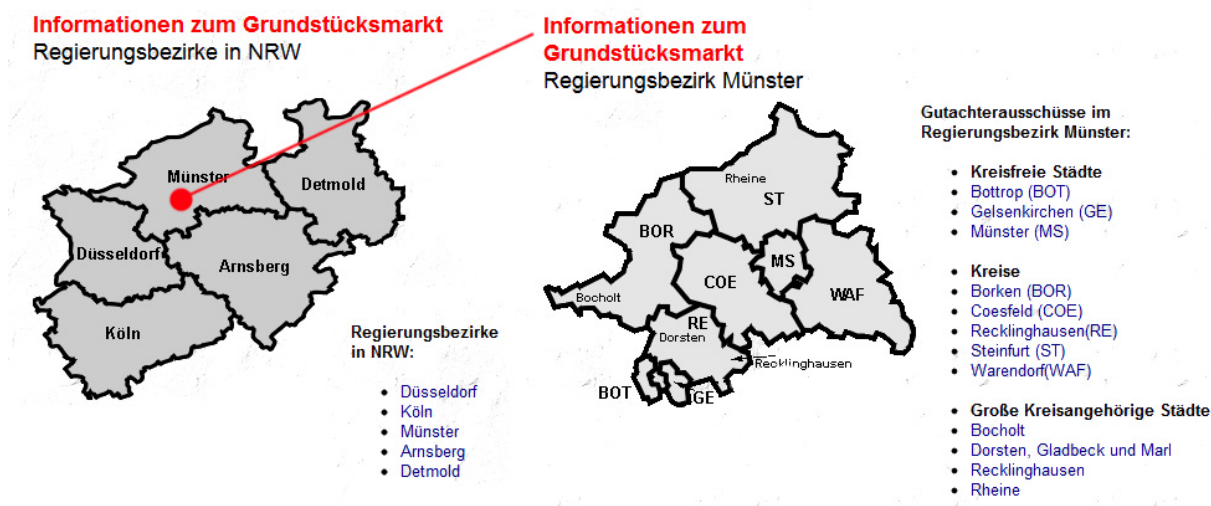 Informationen zum Grundstücksmarkt
Regierungsbezirke in NRW
Münster
Detmold
Düsseldorf
Arnsberg
Köln
Regierungsbezirke
in NRW:
• Düsseldorf
• Köln
• Münster
• Arnsberg
• Detmold
Informationen zum
Grundstücksmarkt
Regierungsbezirk Münster
Rheine
ST
BOR
MS
COE
WAF
Bocholt
RE
Dorsten
Recklinghausen
BOT
GE
Gutachterausschüsse im
Regierungsbezirk Münster:
• Kreisfreie Städte
• Bottrop (BOT)
• Gelsenkirchen (GE)
• Münster (MS)
• Kreise
• Borken (BOR)
• Coesfeld (COE)
• Recklinghausen(RE)
• Steinfurt (ST)
• Warendorf(WAF)
• Große Kreisangehörige Städte
• Bocholt
• Dorsten, Gladbeck und Marl
• Recklinghausen
• Rheine